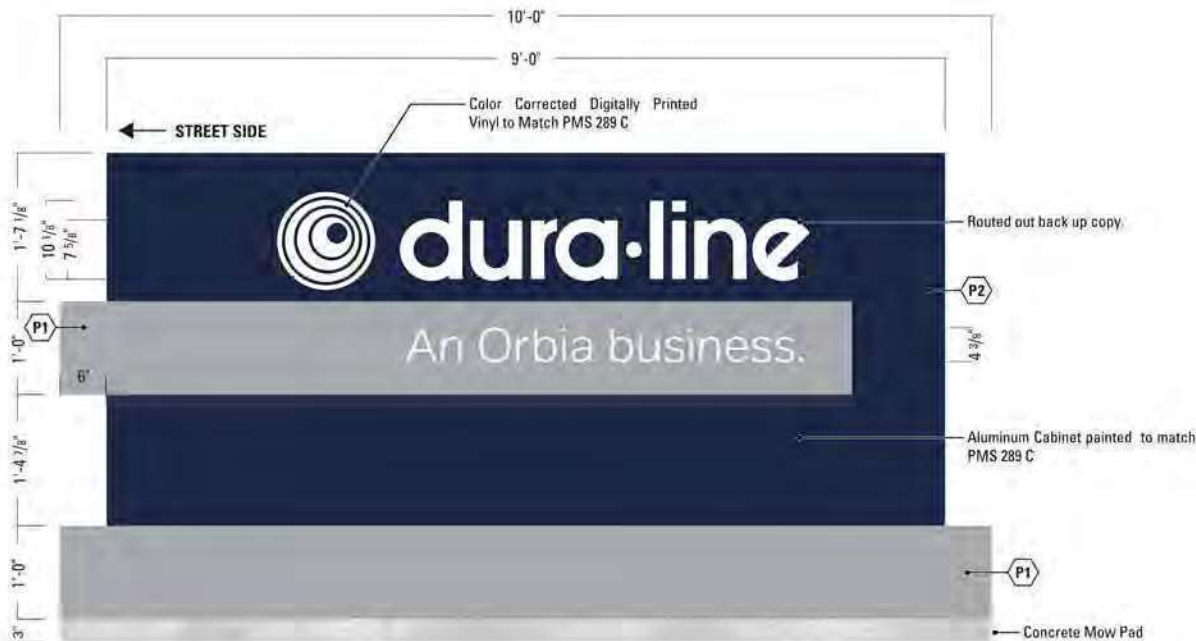 10'-0"
9'-0"
Color Corrected Digitally Printed
Vinyl to Match PMS 289 C
STREET SIDE
1'-7 1/8"
10 1/8"
7 5/8"
dura·line
Routed out back up copy.
P2
P1
1'-0"
6"
An Orbia business.
4 3/8"
1'-4 7/8"
Aluminum Cabinet painted to match
PMS 289 C
1'-0"
P1
3"
Concrete Mow Pad